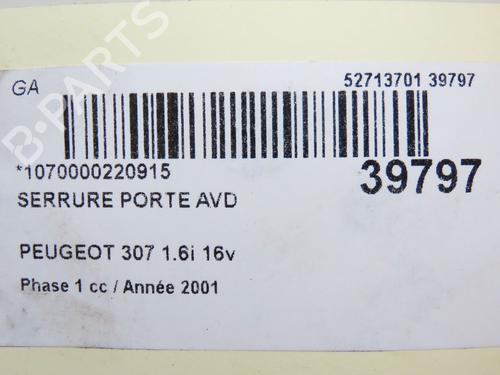 B-PARTS
GA
52713701 39797
*1070000220915
39797
SERRURE PORTE AVD
PEUGEOT 307 1.6i 16v
Phase 1 cc / Année 2001